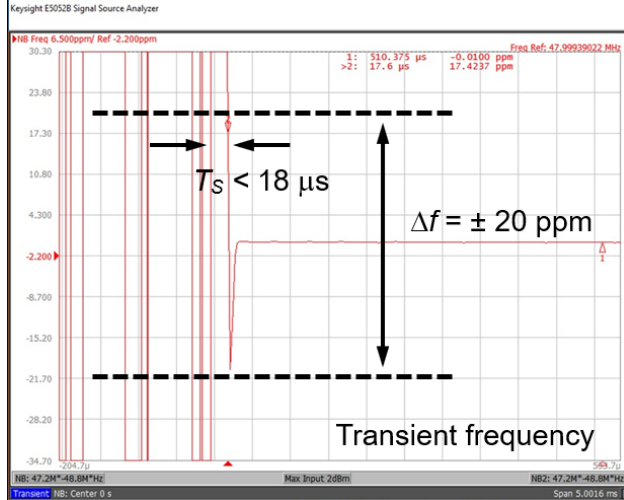 Keysight E5052B Signal Source Analyzer
▶NB Freq 6.500ppm/ Ref -2.200ppm
Freq Ref: 47.99939022 MHz
30.30
1: 510.375 µs -0.0100 ppm
>2: 17.6 µs 17.4237 ppm
23.80
17.30
10.80
TS < 18 µs
4.300
Δf = ± 20 ppm
-2.200
1
-8.700
-15.20
-21.70
-28.20
Transient frequency
-34.70
-204.7µ
NB: 47.2M~-48.8M~Hz
Max Input 2dBm
NB2: 47.2M~-48.8M~Hz
Transient NB: Center 0 s
Span 5.0016 ms